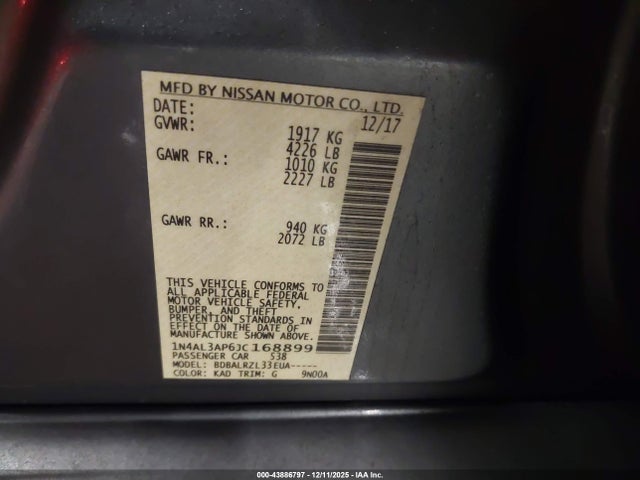 MFD BY NISSAN MOTOR CO., LTD.
DATE: 12/17
GVWR: 1917 KG
4226 LB
GAWR FR.: 1010 KG
2227 LB
GAWR RR.: 940 KG
2072 LB
THIS VEHICLE CONFORMS TO
ALL APPLICABLE FEDERAL
MOTOR VEHICLE SAFETY,
BUMPER, AND THEFT
PREVENTION STANDARDS IN
EFFECT ON THE DATE OF
MANUFACTURE SHOWN ABOVE.
1N4AL3AP6JC168899
PASSENGER CAR 538
MODEL: BDBALRZL33EUA-----
COLOR: KAD TRIM: G 9N00A
000-43886797 - 12/11/2025 - © IAA, Inc.